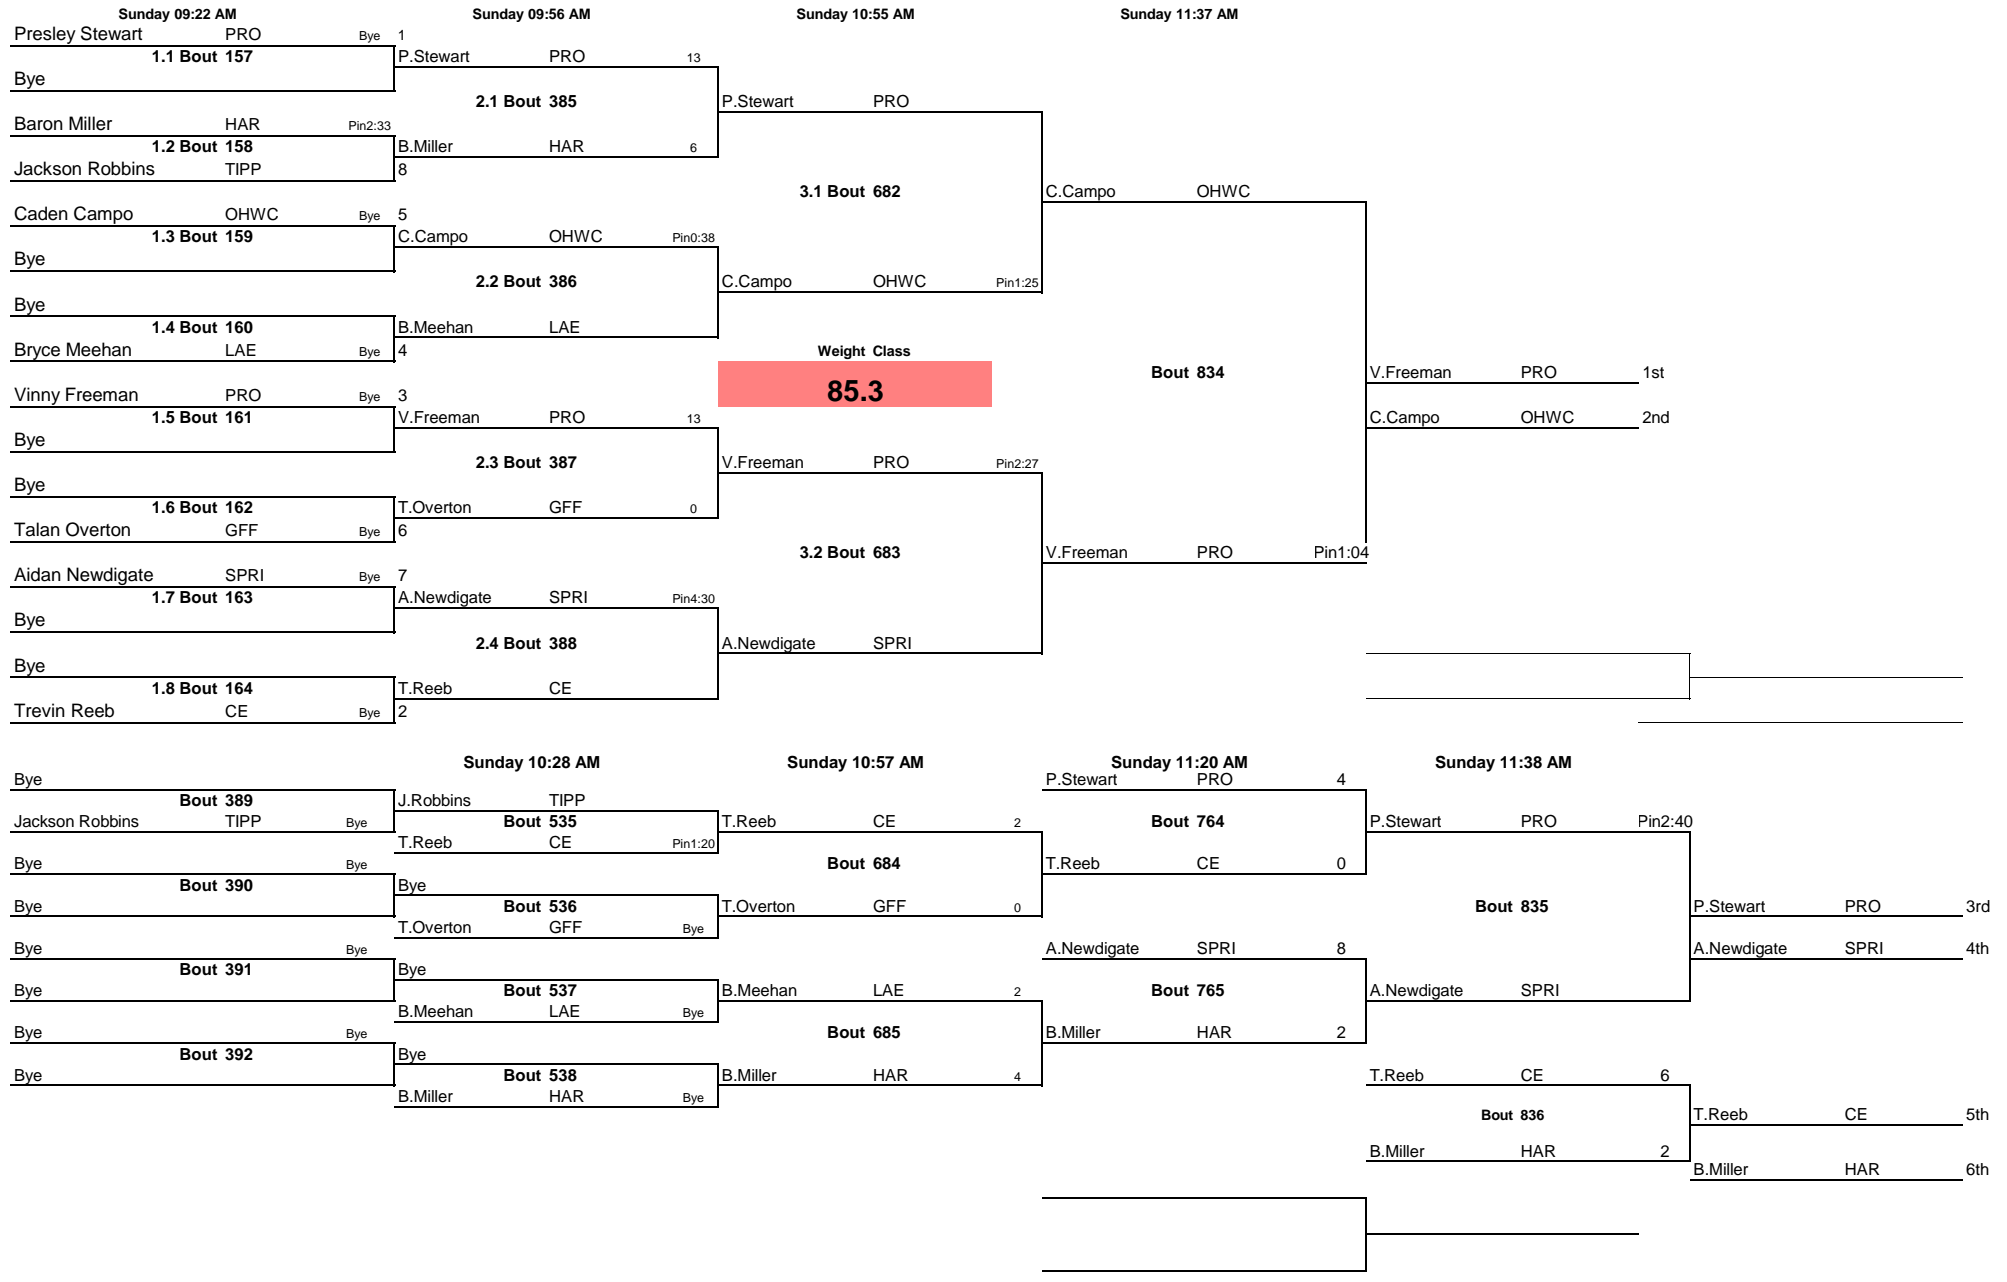 Sunday 09:22 AM Sunday 09:56 AM Sunday 10:55 AM Sunday 11:37 AM
Presley Stewart PRO Bye 1
1.1 Bout 157 P.Stewart PRO 13
Bye
2.1 Bout 385 P.Stewart PRO
Baron Miller HAR Pin2:33
1.2 Bout 158 B.Miller HAR 6
Jackson Robbins TIPP 8
3.1 Bout 682 C.Campo OHWC
Caden Campo OHWC Bye 5
1.3 Bout 159 C.Campo OHWC Pin0:38
Bye
2.2 Bout 386 C.Campo OHWC Pin1:25
Bye
1.4 Bout 160 B.Meehan LAE
Bryce Meehan LAE Bye 4 Weight Class
Bout 834 V.Freeman PRO 1st
Vinny Freeman PRO Bye 3 85.3
1.5 Bout 161 V.Freeman PRO 13 C.Campo OHWC 2nd
Bye
2.3 Bout 387 V.Freeman PRO Pin2:27
Bye
1.6 Bout 162 T.Overton GFF 0
Talan Overton GFF Bye 6
3.2 Bout 683 V.Freeman PRO Pin1:04
Aidan Newdigate SPRI Bye 7
1.7 Bout 163 A.Newdigate SPRI Pin4:30
Bye
2.4 Bout 388 A.Newdigate SPRI
Bye
1.8 Bout 164 T.Reeb CE
Trevin Reeb CE Bye 2
Sunday 10:28 AM Sunday 10:57 AM Sunday 11:20 AM Sunday 11:38 AM
Bye P.Stewart PRO 4
Bout 389 J.Robbins TIPP
Jackson Robbins TIPP Bye Bout 535 T.Reeb CE 2 Bout 764 P.Stewart PRO Pin2:40
T.Reeb CE Pin1:20
Bye Bye Bout 684 T.Reeb CE 0
Bout 390 Bye
Bye Bout 536 T.Overton GFF 0 Bout 835 P.Stewart PRO 3rd
T.Overton GFF Bye
Bye Bye A.Newdigate SPRI 8 A.Newdigate SPRI 4th
Bout 391 Bye
Bye Bout 537 B.Meehan LAE 2 Bout 765 A.Newdigate SPRI
B.Meehan LAE Bye
Bye Bye Bout 685 B.Miller HAR 2
Bout 392 Bye
Bye Bout 538 B.Miller HAR 4 T.Reeb CE 6
B.Miller HAR Bye
Bout 836 T.Reeb CE 5th
B.Miller HAR 2
B.Miller HAR 6th